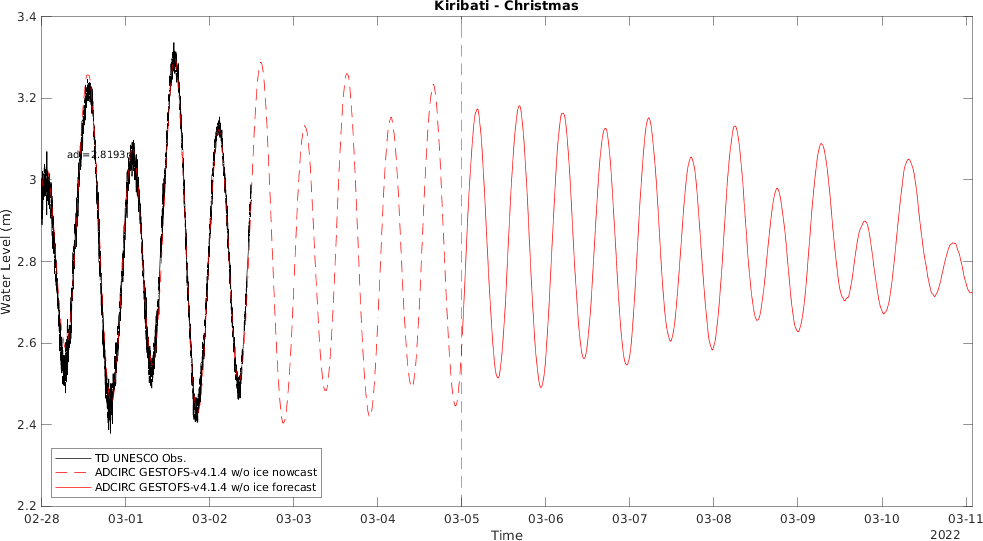 Kiribati - Christmas
3.4
3.2
3
2.8
2.6
2.4
2.2
Water Level (m)
TD UNESCO Obs.
ADCIRC GESTOFS-v4.1.4 w/o ice nowcast
ADCIRC GESTOFS-v4.1.4 w/o ice forecast
02-28 03-01 03-02 03-03 03-04 03-05 03-06 03-07 03-08 03-09 03-10 03-11
Time
2022